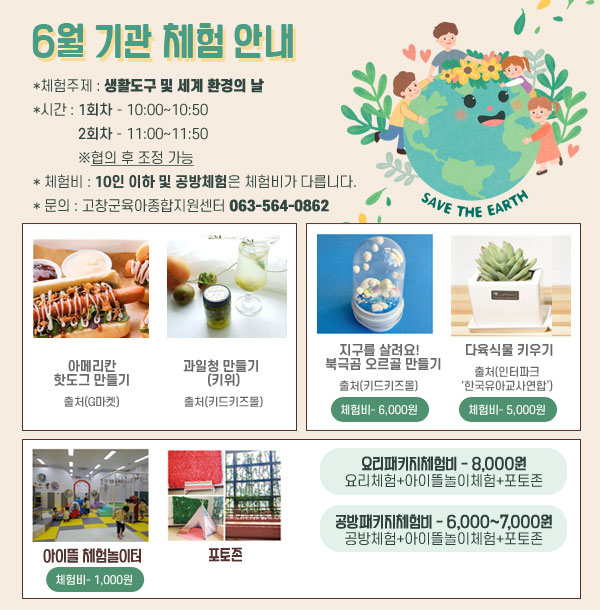 6월 기관 체험 안내
*체험주제 : 생활도구 및 세계 환경의 날
*시간 : 1회차 - 10:00~10:50
2회차 - 11:00~11:50
※협의 후 조정 가능
* 체험비 : 10인 이하 및 공방체험은 체험비가 다릅니다.
* 문의 : 고창군육아종합지원센터 063-564-0862
SAVE THE EARTH
아메리칸
핫도그 만들기
출처(G마켓)
과일청 만들기
(키위)
출처(키드키즈몰)
지구를 살려요!
북극곰 오르골 만들기
출처(키드키즈몰)
체험비- 6,000원
다육식물 키우기
출처(인터파크
'한국유아교사연합')
체험비- 5,000원
아이뜰 체험놀이터
체험비- 1,000원
포토존
요리패키지체험비 - 8,000원
요리체험+아이뜰놀이체험+포토존
공방패키지체험비 - 6,000~7,000원
공방체험+아이뜰놀이체험+포토존